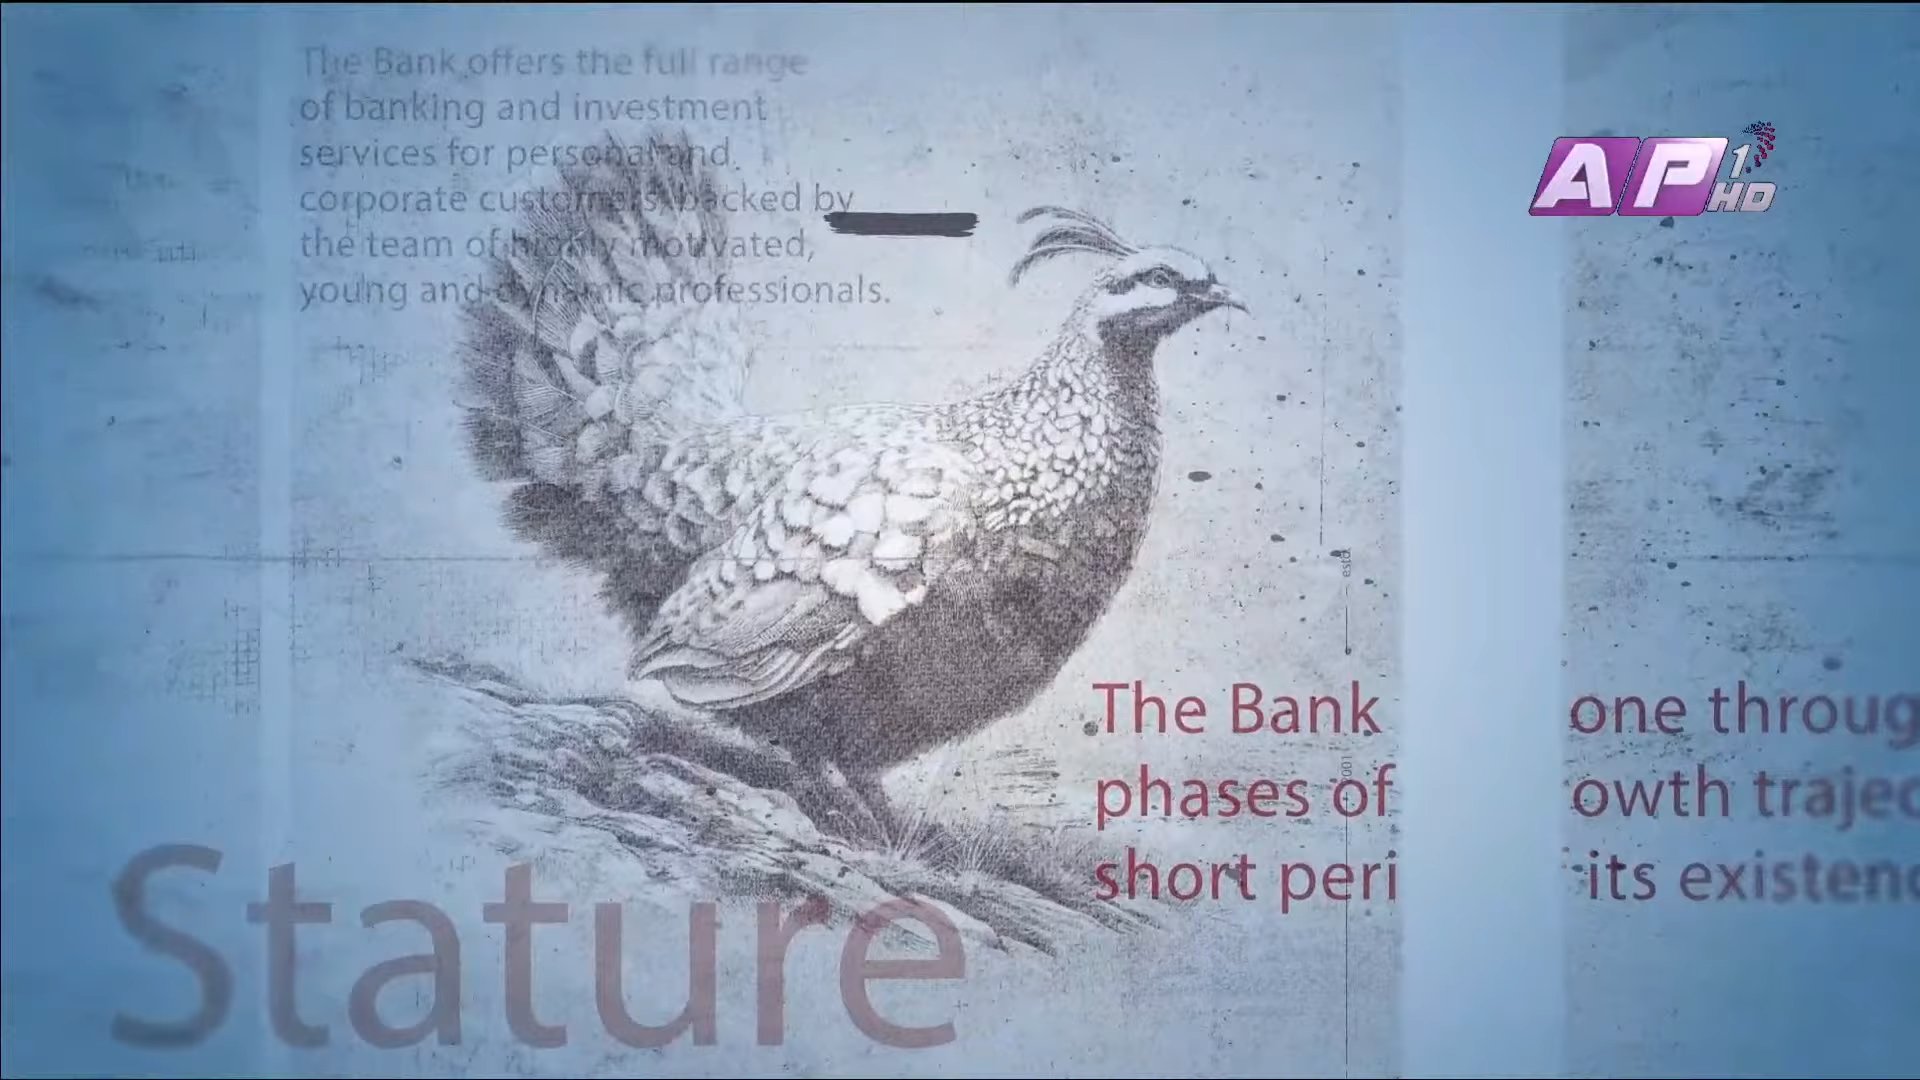 The Bank offers the full range
of banking and investment
services for personal and
corporate customers, backed by
the team of highly motivated,
young and dynamic professionals.
AP1
HD
estd
The Bank one throug
phases of owth trajec
short peri its existenc
Stature